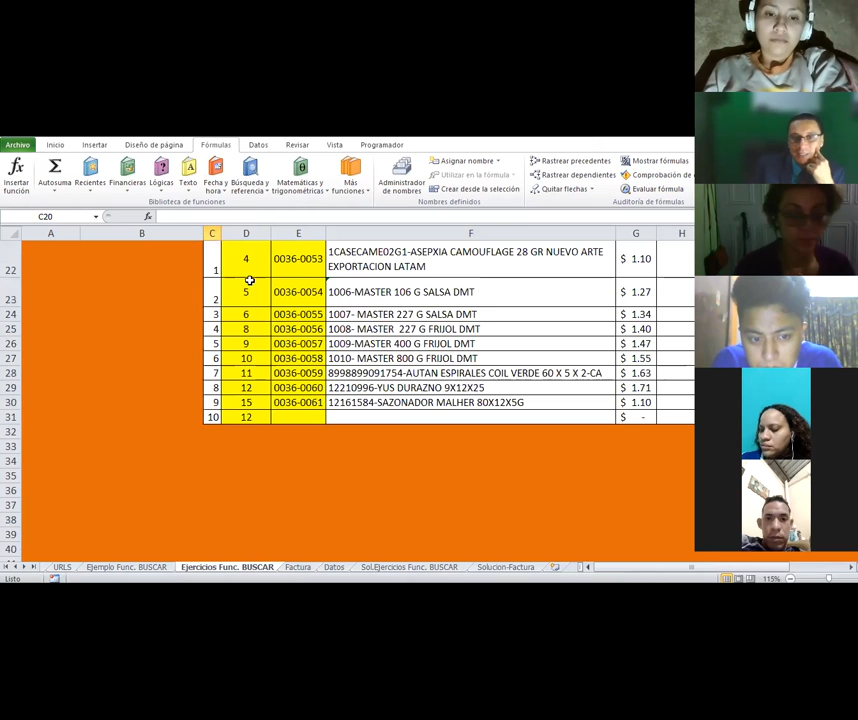 Archivo Inicio Insertar Diseño de página Fórmulas Datos Revisar Vista Programador
Insertar función
Autosuma
Recientes
Financieras
Lógicas
Texto
Fecha y hora
Búsqueda y referencia
Matemáticas y trigonométricas
Más funciones
Biblioteca de funciones
Administrador de nombres
Asignar nombre
Utilizar en la fórmula
Crear desde la selección
Nombres definidos
Rastrear precedentes
Rastrear dependientes
Quitar flechas
Mostrar fórmulas
Comprobación de
Evaluar fórmula
Auditoría de fórmula
C20 fx
A B C D E F G H
22 1 4 0036-0053 1CASECAME02G1-ASEPXIA CAMOUFLAGE 28 GR NUEVO ARTE EXPORTACION LATAM $ 1.10
23 2 5 0036-0054 1006-MASTER 106 G SALSA DMT $ 1.27
24 3 6 0036-0055 1007- MASTER 227 G SALSA DMT $ 1.34
25 4 8 0036-0056 1008- MASTER 227 G FRIJOL DMT $ 1.40
26 5 9 0036-0057 1009-MASTER 400 G FRIJOL DMT $ 1.47
27 6 10 0036-0058 1010- MASTER 800 G FRIJOL DMT $ 1.55
28 7 11 0036-0059 8998899091754-AUTAN ESPIRALES COIL VERDE 60 X 5 X 2-CA $ 1.63
29 8 12 0036-0060 12210996-YUS DURAZNO 9X12X25 $ 1.71
30 9 15 0036-0061 12161584-SAZONADOR MALHER 80X12X5G $ 1.10
31 10 12 $ -
32
33
34
35
36
37
38
39
40
URLS Ejemplo Func. BUSCAR Ejercicios Func. BUSCAR Factura Datos Sol.Ejercicios Func. BUSCAR Solucion-Factura
Listo 115%